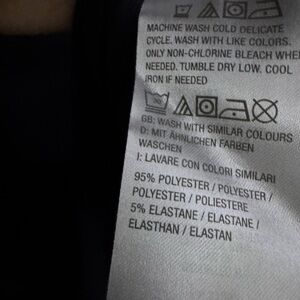 MACHINE WASH COLD DELICATE
CYCLE. WASH WITH LIKE COLORS.
ONLY NON-CHLORINE BLEACH WHE
NEEDED. TUMBLE DRY LOW. COOL
IRON IF NEEDED
GB: WASH WITH SIMILAR COLOURS
D: MIT ÄHNLICHEN FARBEN
WASCHEN
I: LAVARE CON COLORI SIMILARI
95% POLYESTER / POLYESTER /
POLYESTER / POLIESTERE
5% ELASTANE / ELASTANE /
ELASTHAN / ELASTAN